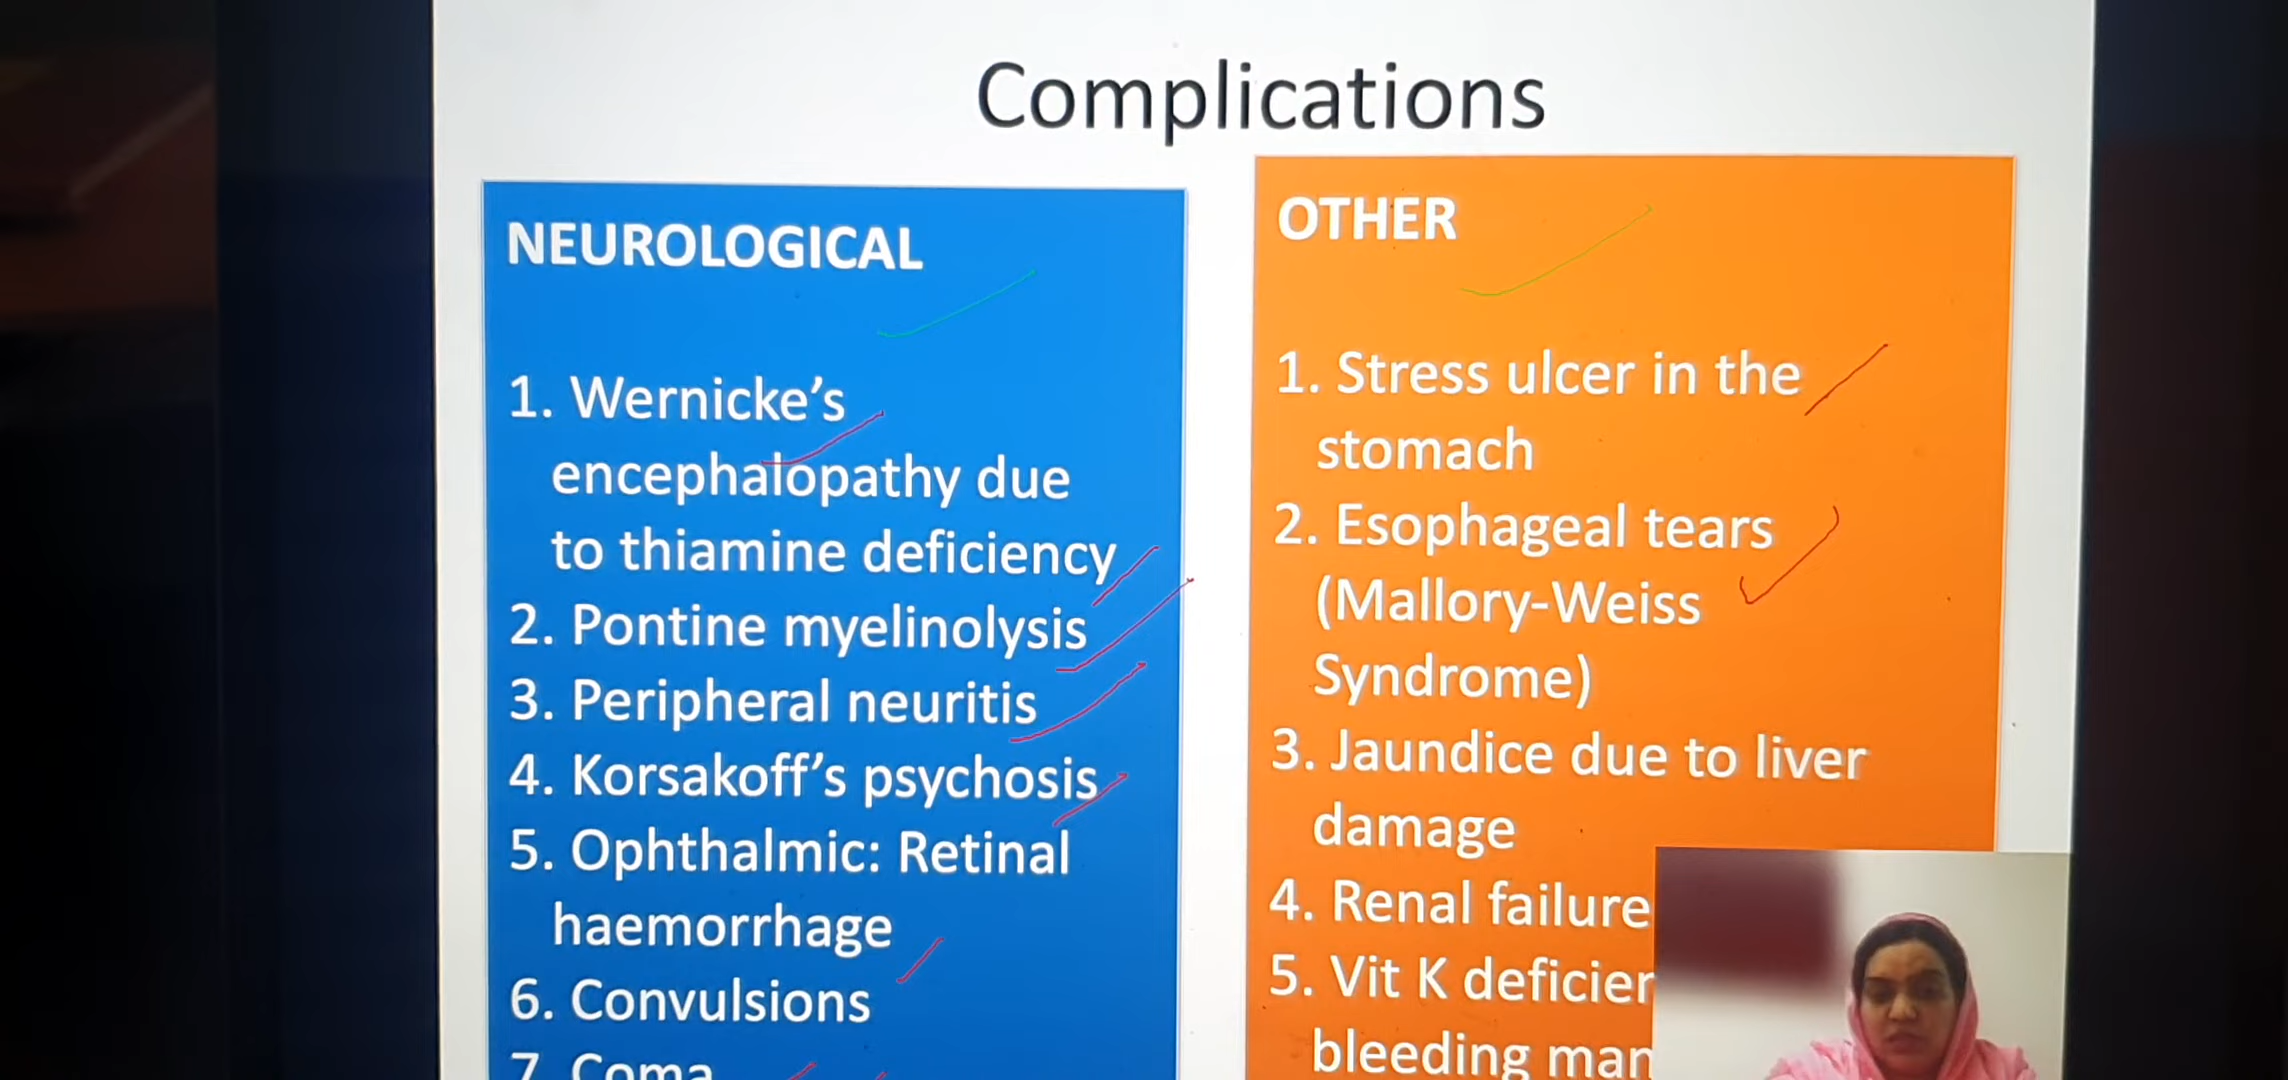 Complications
NEUROLOGICAL
1. Wernicke's
encephalopathy due
to thiamine deficiency
2. Pontine myelinolysis
3. Peripheral neuritis
4. Korsakoff's psychosis
5. Ophthalmic: Retinal
haemorrhage
6. Convulsions
7. Coma
OTHER
1. Stress ulcer in the
stomach
2. Esophageal tears
(Mallory-Weiss
Syndrome)
3. Jaundice due to liver
damage
4. Renal failure
5. Vit K
bleeding